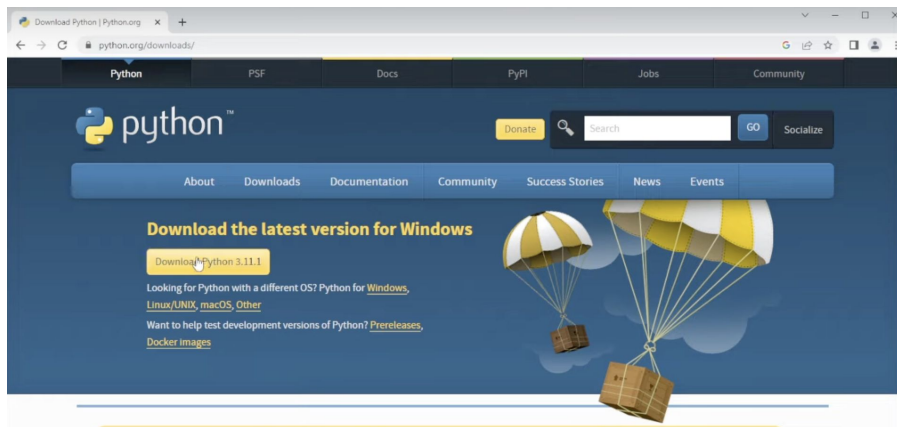 Download Python | Python.org
python.org/downloads/
Python PSF Docs PyPI Jobs Community
python™
Donate Search GO Socialize
About Downloads Documentation Community Success Stories News Events
Download the latest version for Windows
Download Python 3.11.1
Looking for Python with a different OS? Python for Windows,
Linux/UNIX, macOS, Other
Want to help test development versions of Python? Prereleases,
Docker images